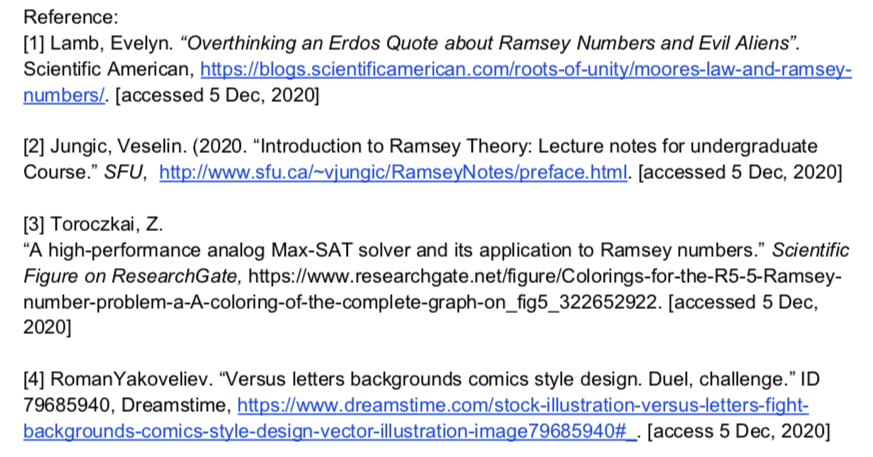 Reference:
[1] Lamb, Evelyn. “Overthinking an Erdos Quote about Ramsey Numbers and Evil Aliens”.
Scientific American, https://blogs.scientificamerican.com/roots-of-unity/moores-law-and-ramsey-
numbers/. [accessed 5 Dec, 2020]
[2] Jungic, Veselin. (2020. “Introduction to Ramsey Theory: Lecture notes for undergraduate
Course.” SFU, http://www.sfu.ca/~vjungic/RamseyNotes/preface.html. [accessed 5 Dec, 2020]
[3] Toroczkai, Z.
“A high-performance analog Max-SAT solver and its application to Ramsey numbers.” Scientific
Figure on ResearchGate, https://www.researchgate.net/figure/Colorings-for-the-R5-5-Ramsey-
number-problem-a-A-coloring-of-the-complete-graph-on_fig5_322652922. [accessed 5 Dec,
2020]
[4] RomanYakoveliev. “Versus letters backgrounds comics style design. Duel, challenge.” ID
79685940, Dreamstime, https://www.dreamstime.com/stock-illustration-versus-letters-fight-
backgrounds-comics-style-design-vector-illustration-image79685940#_. [access 5 Dec, 2020]